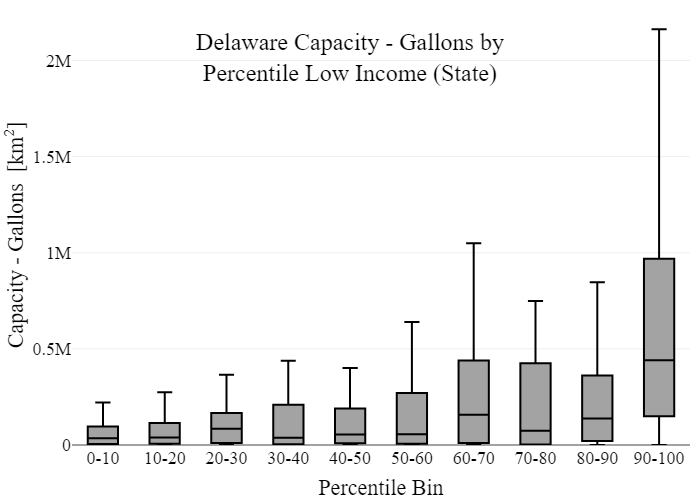 Delaware Capacity - Gallons by
Percentile Low Income (State)
Capacity - Gallons [km²]
2M
1.5M
1M
0.5M
0
0-10 10-20 20-30 30-40 40-50 50-60 60-70 70-80 80-90 90-100
Percentile Bin